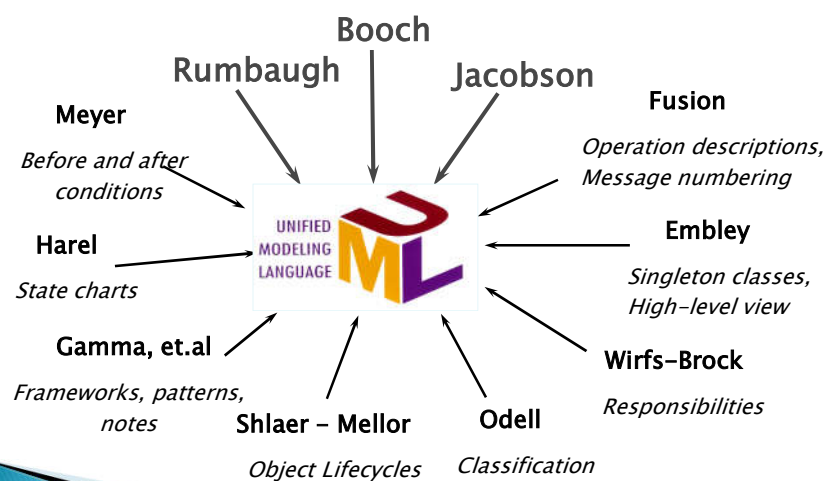 Booch
Rumbaugh
Jacobson
Meyer
Before and after
conditions
Fusion
Operation descriptions,
Message numbering
Harel
State charts
UNIFIED
MODELING
LANGUAGE
UML
Embley
Singleton classes,
High-level view
Gamma, et.al
Frameworks, patterns,
notes
Shlaer - Mellor
Object Lifecycles
Odell
Classification
Wirfs-Brock
Responsibilities